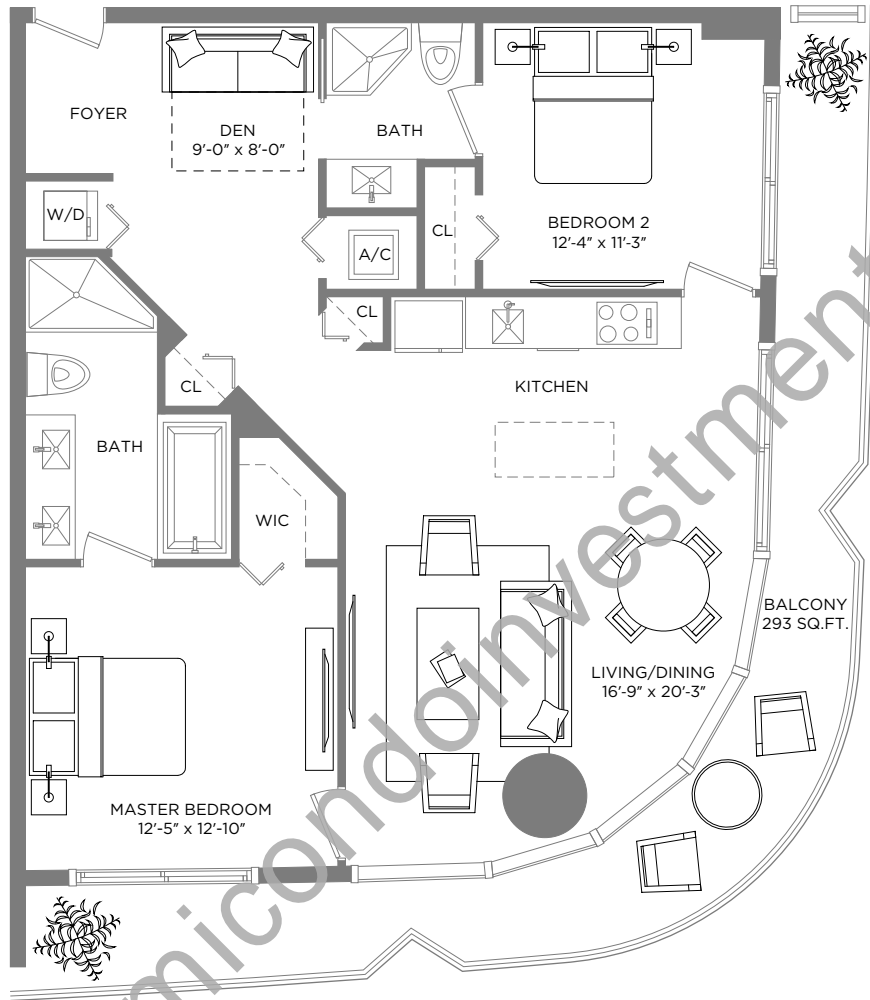 FOYER
DEN
9'-0" x 8'-0"
BATH
W/D
CL
A/C
BEDROOM 2
12'-4" x 11'-3"
CL
CL
KITCHEN
BATH
WIC
BALCONY
293 SQ.FT.
LIVING/DINING
16'-9" x 20'-3"
MASTER BEDROOM
12'-5" x 12'-10"
micondoinvestment